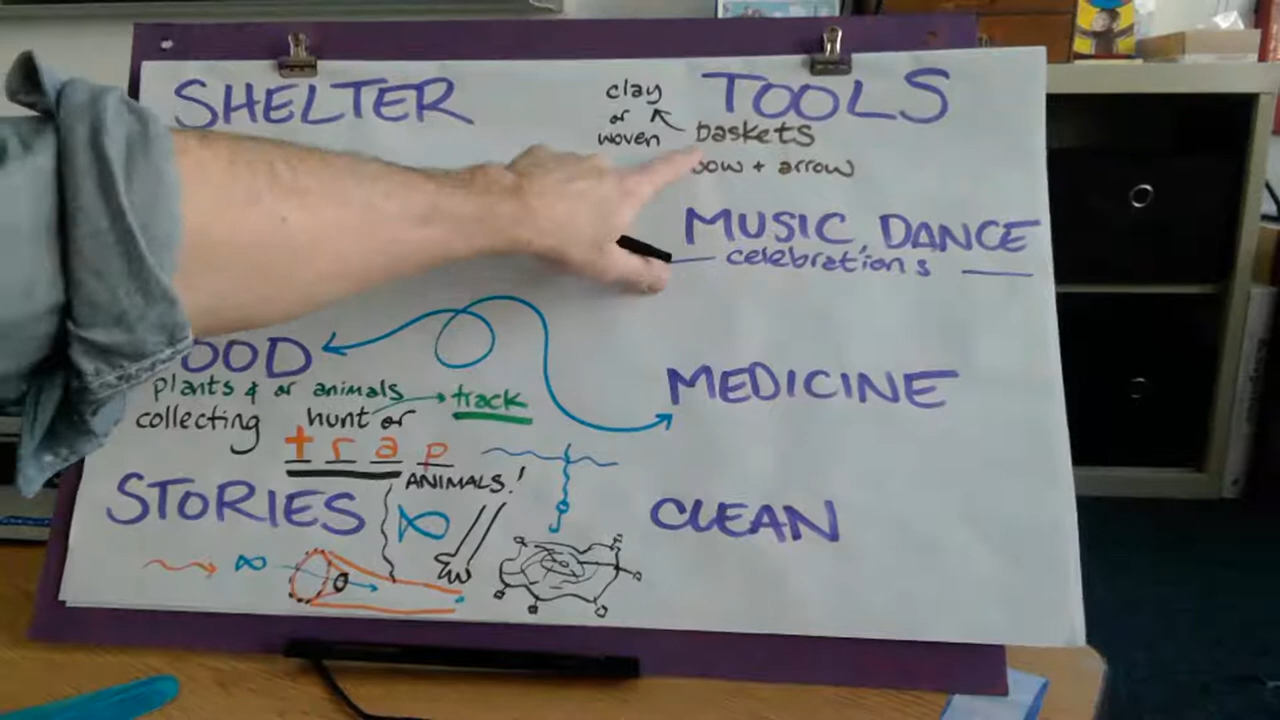 SHELTER
TOOLS
clay
or
woven
baskets
bow + arrow
MUSIC, DANCE
celebrations
OOD
plants & or animals
track
collecting
hunt or
trap
ANIMALS!
MEDICINE
STORIES
CLEAN